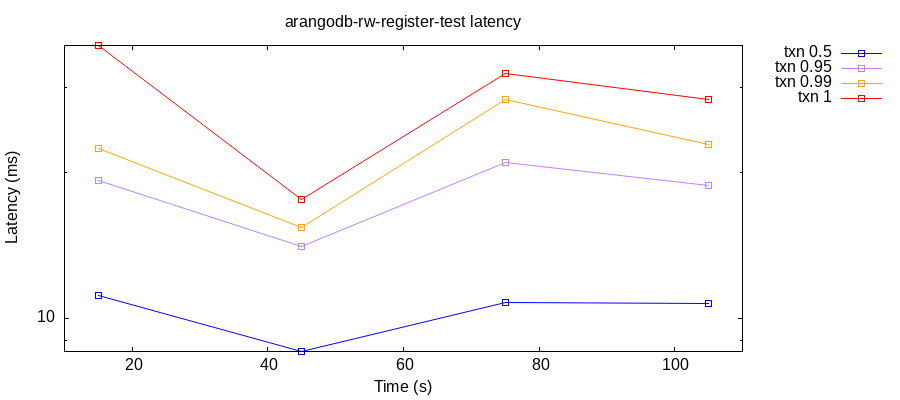 arangodb-rw-register-test latency
txn 0.5
txn 0.95
txn 0.99
txn 1
Latency (ms)
10
20 40 60 80 100
Time (s)